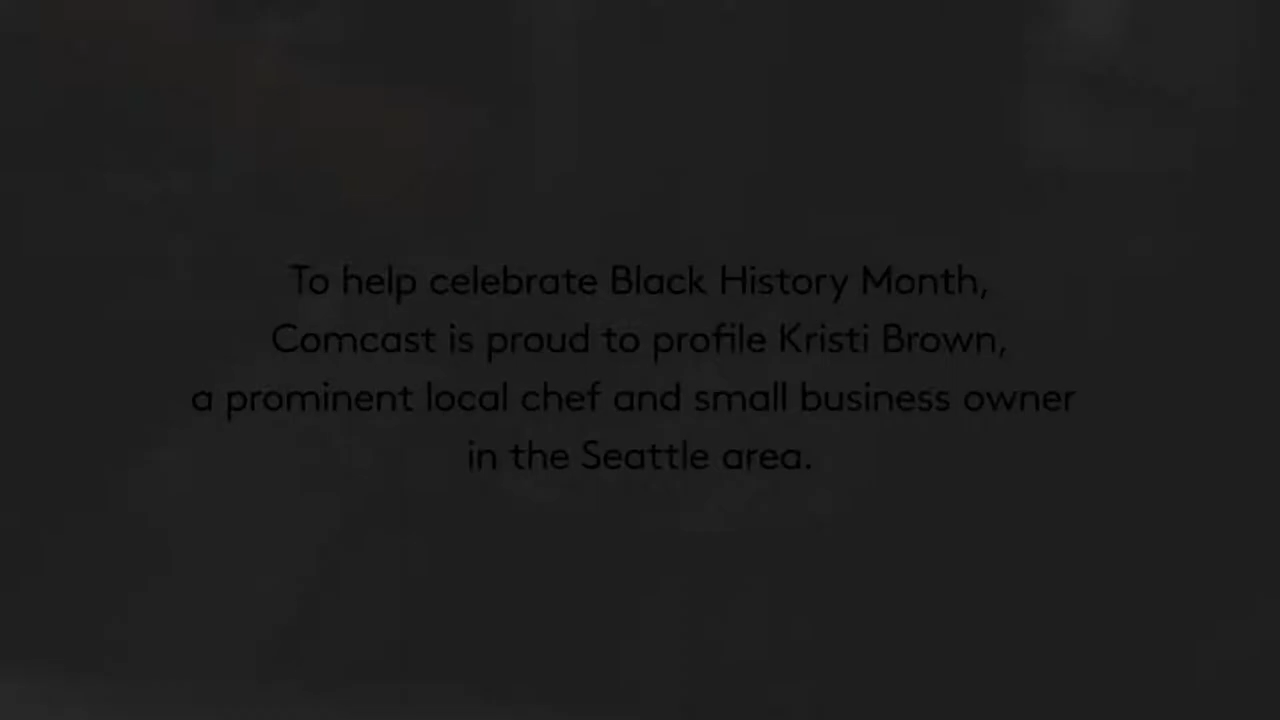 To help celebrate Black History Month,
Comcast is proud to profile Kristi Brown,
a prominent local chef and small business owner
in the Seattle area.